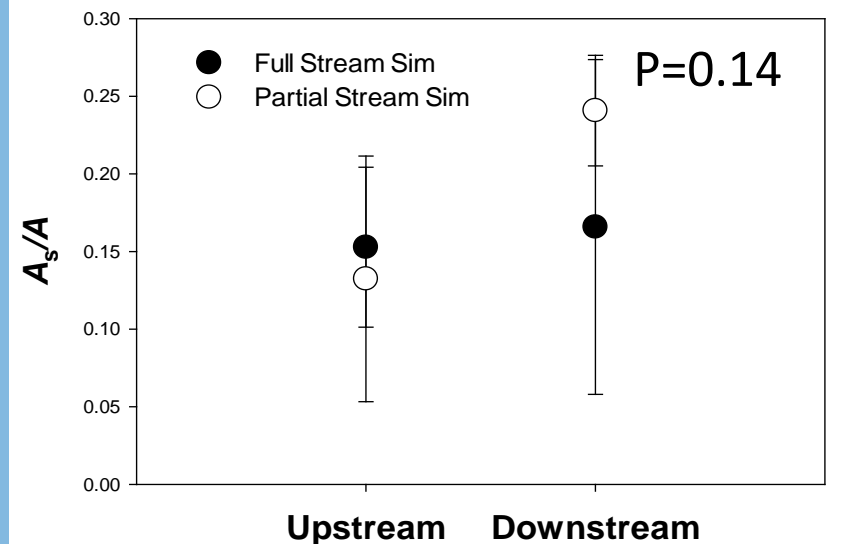 0.30
0.25
0.20
0.15
0.10
0.05
0.00
As/A
Full Stream Sim
Partial Stream Sim
P=0.14
Upstream Downstream